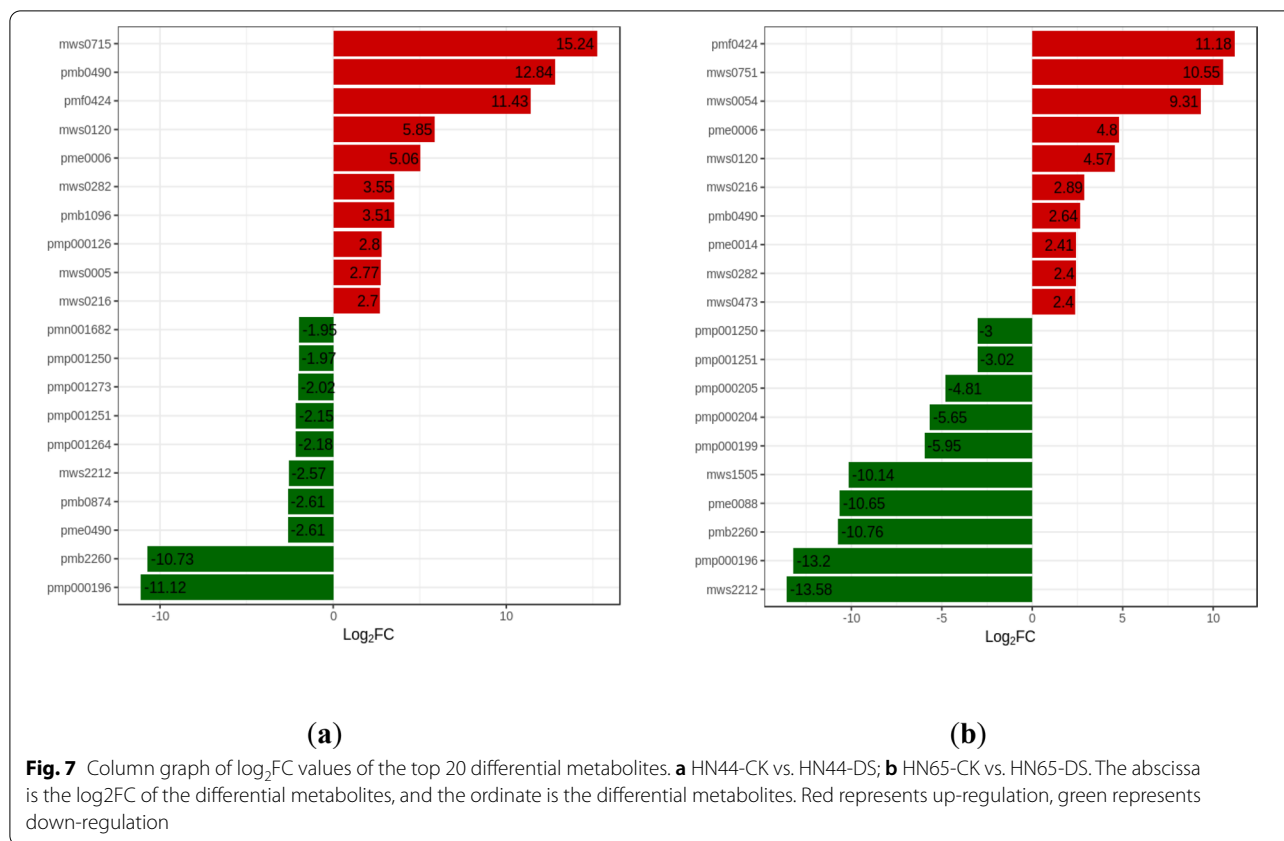 mws0715 15.24
pmb0490 12.84
pmf0424 11.43
mws0120 5.85
pme0006 5.06
mws0282 3.55
pmb1096 3.51
pmp000126 2.8
mws0005 2.77
mws0216 2.7
pmn001682 -1.95
pmp001250 -1.97
pmp001273 -2.02
pmp001251 -2.15
pmp001264 -2.18
mws2212 -2.57
pmb0874 -2.61
pme0490 -2.61
pmb2260 -10.73
pmp000196 -11.12
-10 0 10
Log₂FC
(a)
pmf0424 11.18
mws0751 10.55
mws0054 9.31
pme0006 4.8
mws0120 4.57
mws0216 2.89
pmb0490 2.64
pme0014 2.41
mws0282 2.4
mws0473 2.4
pmp001250 -3
pmp001251 -3.02
pmp000205 -4.81
pmp000204 -5.65
pmp000199 -5.95
mws1505 -10.14
pme0088 -10.65
pmb2260 -10.76
pmp000196 -13.2
mws2212 -13.58
-10 -5 0 5 10
Log₂FC
(b)
Fig. 7 Column graph of log₂FC values of the top 20 differential metabolites. a HN44-CK vs. HN44-DS; b HN65-CK vs. HN65-DS. The abscissa
is the log2FC of the differential metabolites, and the ordinate is the differential metabolites. Red represents up-regulation, green represents
down-regulation